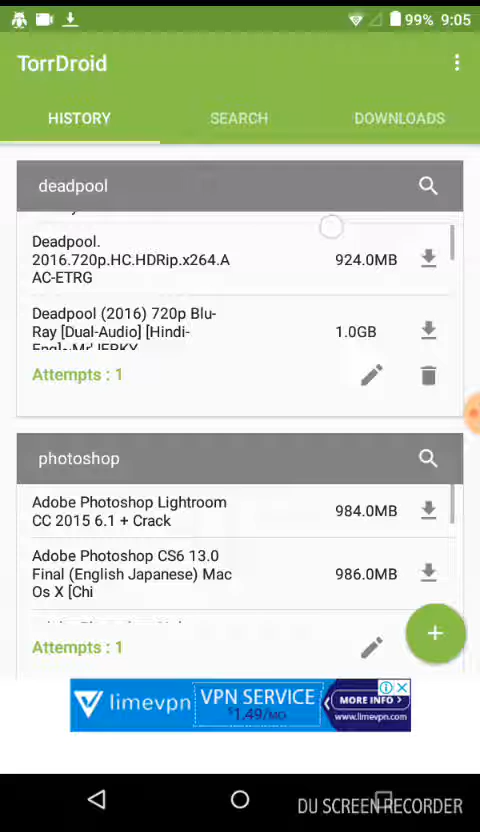 99% 9:05
TorrDroid
HISTORY SEARCH DOWNLOADS
deadpool
Deadpool.
2016.720p.HC.HDRip.x264.A
AC-ETRG
924.0MB
Deadpool (2016) 720p Blu-
Ray [Dual-Audio] [Hindi-
Eng]~Mr'JERKY
1.0GB
Attempts : 1
photoshop
Adobe Photoshop Lightroom
CC 2015 6.1 + Crack
984.0MB
Adobe Photoshop CS6 13.0
Final (English Japanese) Mac
Os X [Chi
986.0MB
Attempts : 1
limevpn
VPN SERVICE
$1.49/MO
MORE INFO >
www.limevpn.com
DU SCREEN RECORDER